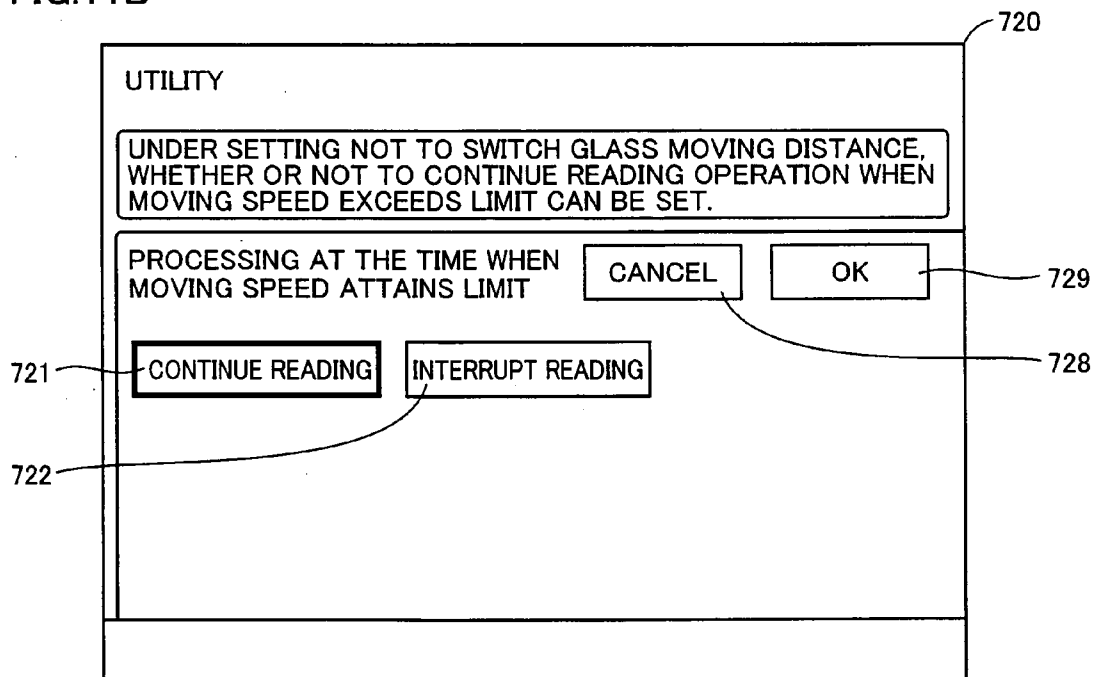 720
UTILITY
UNDER SETTING NOT TO SWITCH GLASS MOVING DISTANCE,
WHETHER OR NOT TO CONTINUE READING OPERATION WHEN
MOVING SPEED EXCEEDS LIMIT CAN BE SET.
PROCESSING AT THE TIME WHEN
MOVING SPEED ATTAINS LIMIT
CANCEL
OK
729
728
721
CONTINUE READING
INTERRUPT READING
722